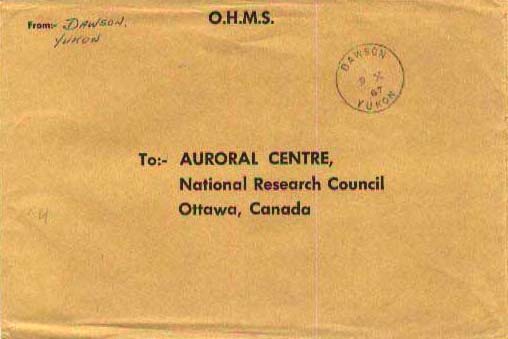 O.H.M.S.
From:- DAWSON.
YUKON
DAWSON
9 X
67
YUKON
To:- AURORAL CENTRE,
National Research Council
Ottawa, Canada